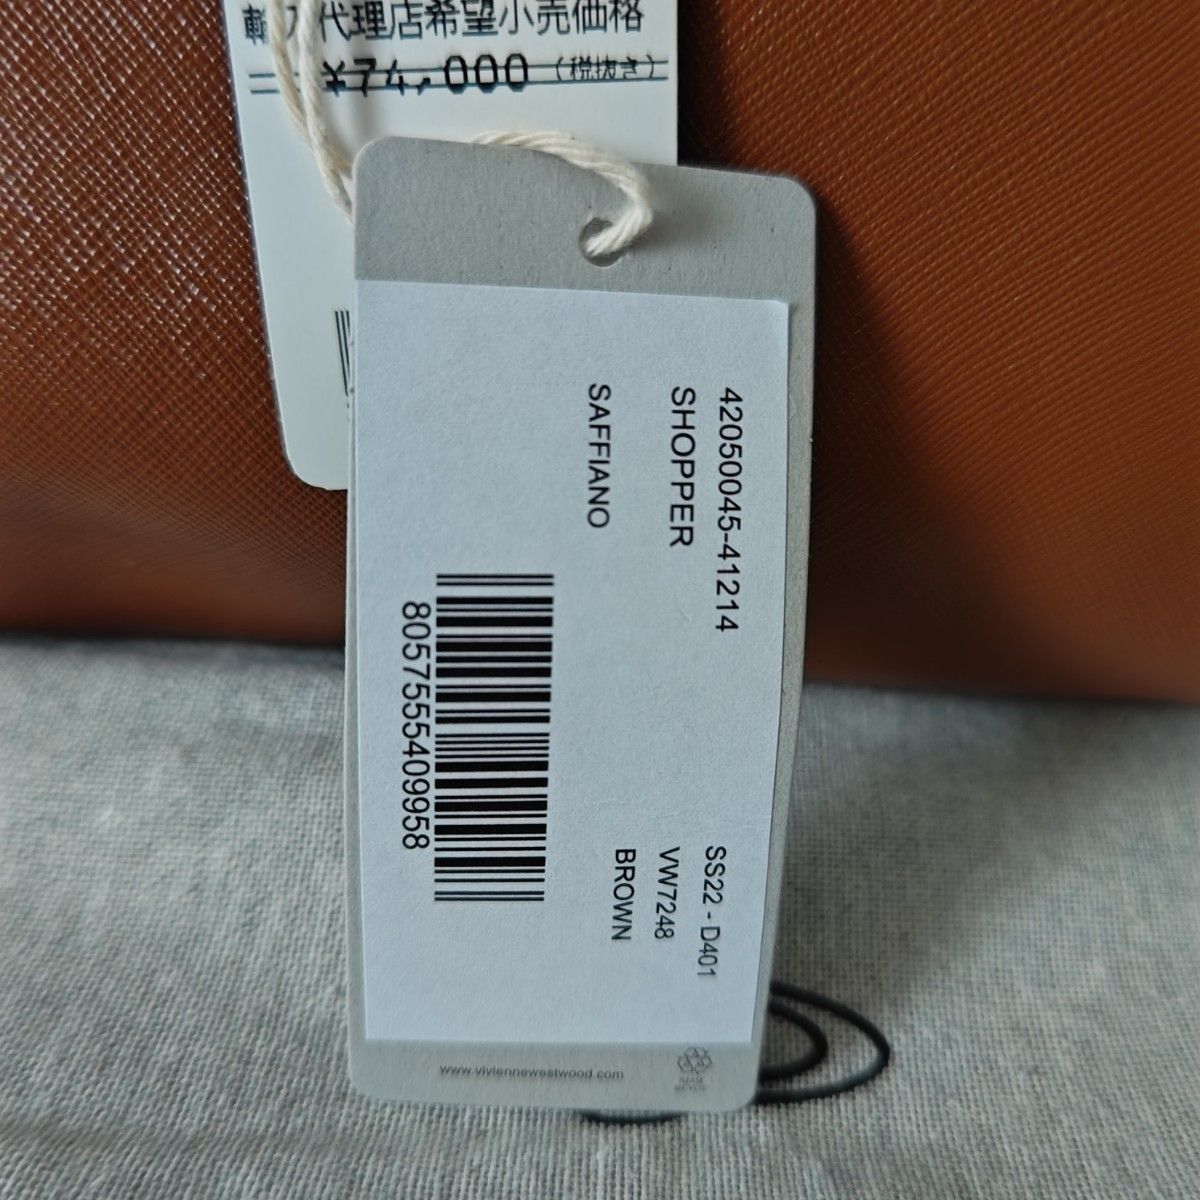 輸入代理店希望小売価格
¥74,000 (税抜き)
42050045-41214
SHOPPER
SAFFIANO
SS22 - D401
VW7248
BROWN
8057555409958
www.viviennewestwood.com